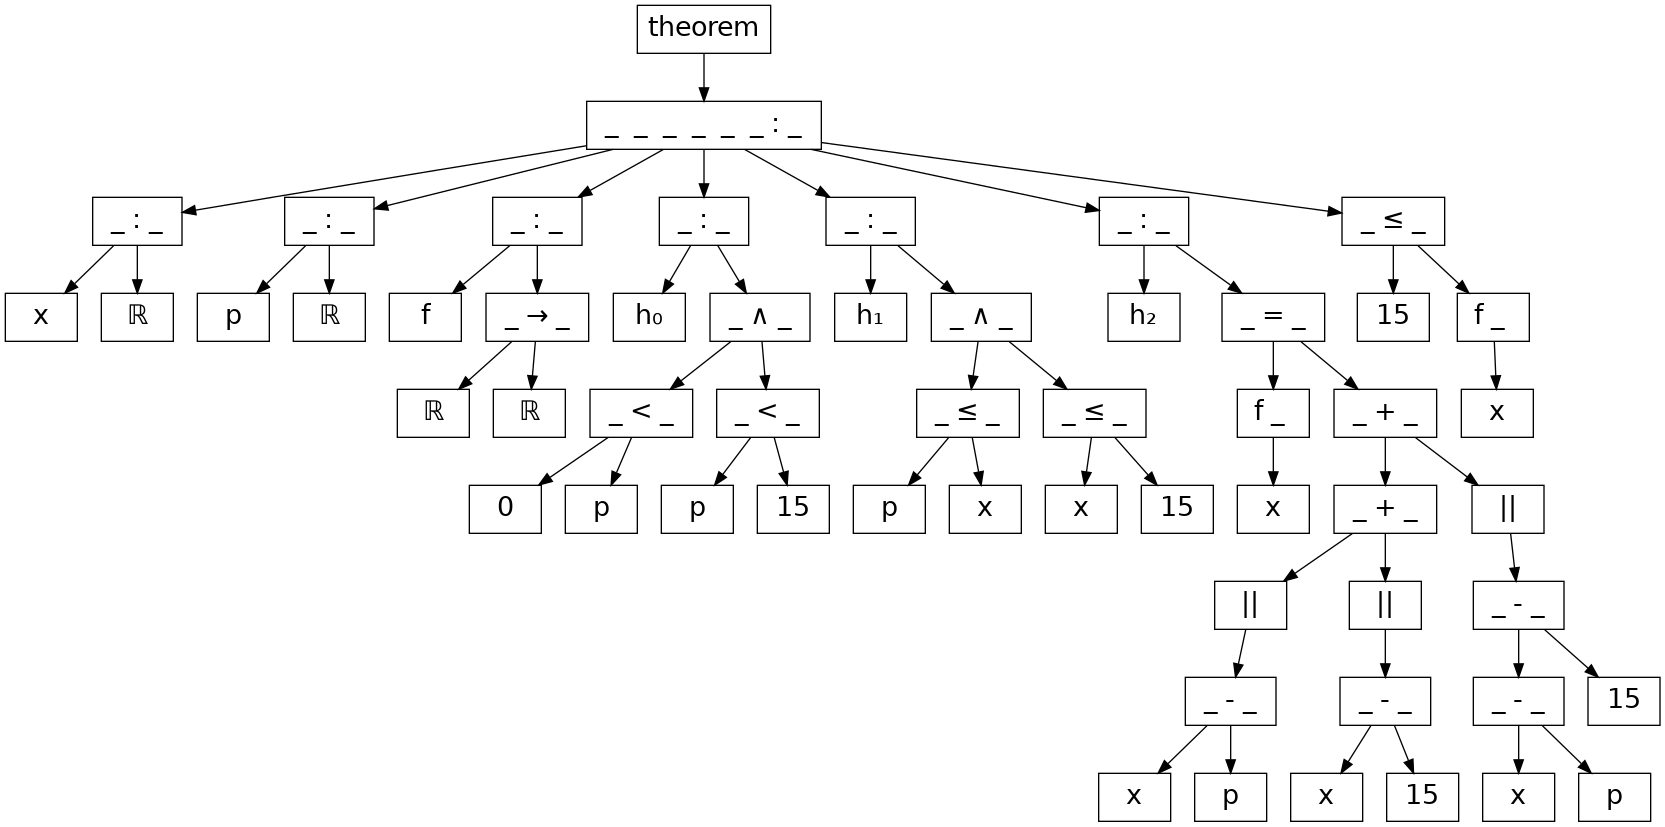 theorem
_ _ _ _ _ _ : _
_ : _ _ : _ _ : _ _ : _ _ : _ _ : _ _ ≤ _
x ℝ p ℝ f _ → _ h₀ _ ∧ _ h₁ _ ∧ _ h₂ _ = _ 15 f _
ℝ ℝ _ < _ _ < _ _ ≤ _ _ ≤ _ f _ _ + _ x
0 p p 15 p x x 15 x _ + _ ||
|| || _ - _
_ - _ _ - _ _ - _ 15
x p x 15 x p